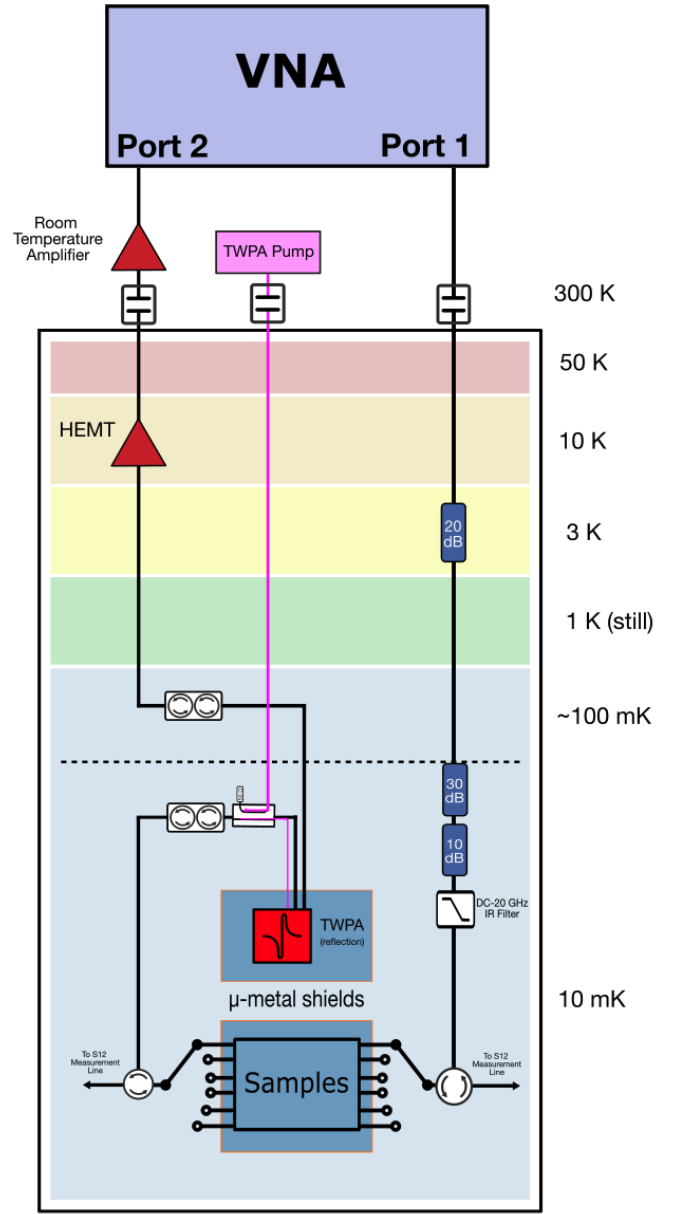 VNA
Port 2
Port 1
Room
Temperature
Amplifier
TWPA Pump
300 K
50 K
HEMT
10 K
20
dB
3 K
1 K (still)
~100 mK
30
dB
10
dB
DC-20 GHz
IR Filter
TWPA
(reflection)
µ-metal shields
10 mK
To S12
Measurement
Line
Samples
To S12
Measurement
Line